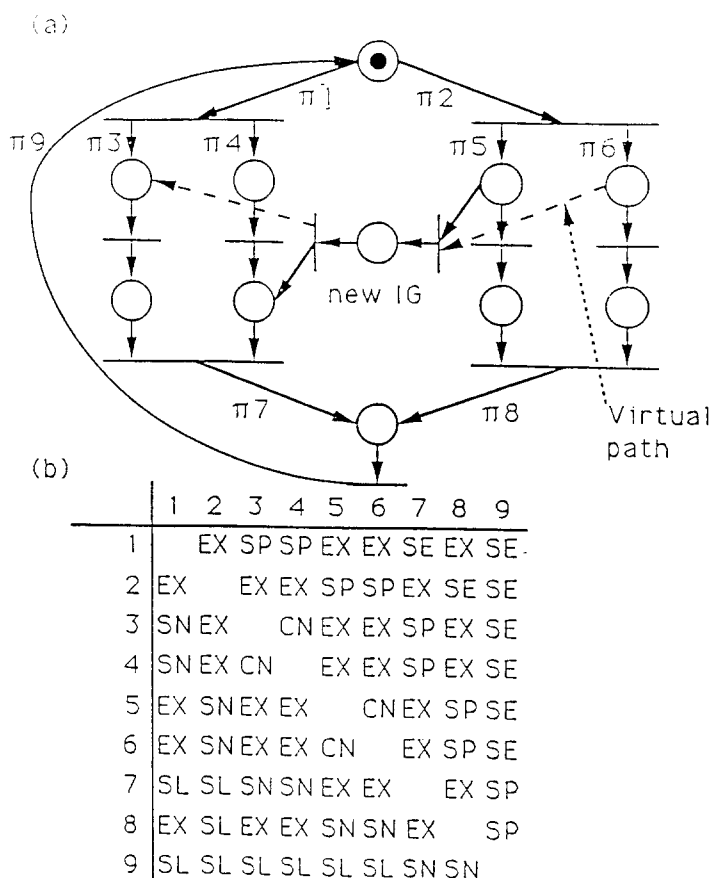 (a)
π1 π2
π9 π3 π4 π5 π6
new IG
π7 π8 Virtual
path
(b)
1 2 3 4 5 6 7 8 9
1 EX SP SP EX EX SE EX SE
2 EX EX EX SP SP EX SE SE
3 SN EX CN EX EX SP EX SE
4 SN EX CN EX EX SP EX SE
5 EX SN EX EX CN EX SP SE
6 EX SN EX EX CN EX SP SE
7 SL SL SN SN EX EX EX SP
8 EX SL EX EX SN SN EX SP
9 SL SL SL SL SL SL SN SN